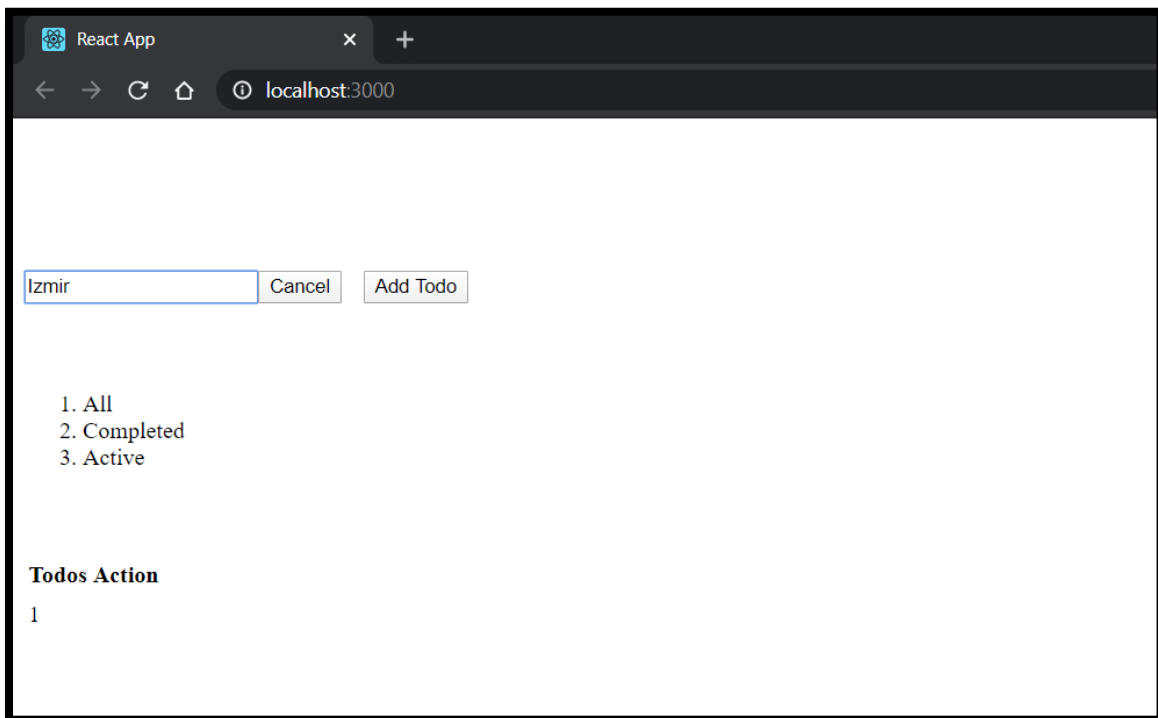 React App
localhost:3000
Izmir Cancel Add Todo
1. All
2. Completed
3. Active
Todos Action
1